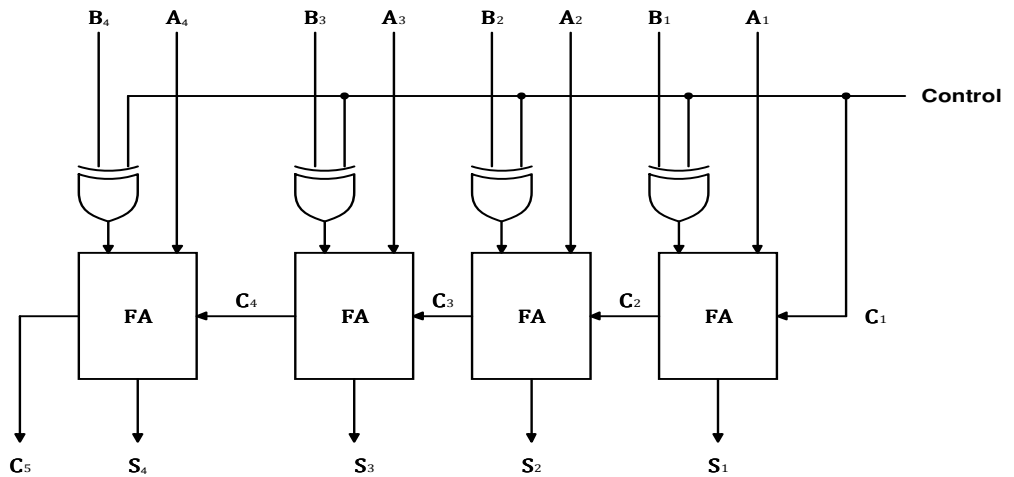 B₄ A₄ B₃ A₃ B₂ A₂ B₁ A₁
Control
C₄ C₃ C₂
FA FA FA FA C₁
C₅ S₄ S₃ S₂ S₁